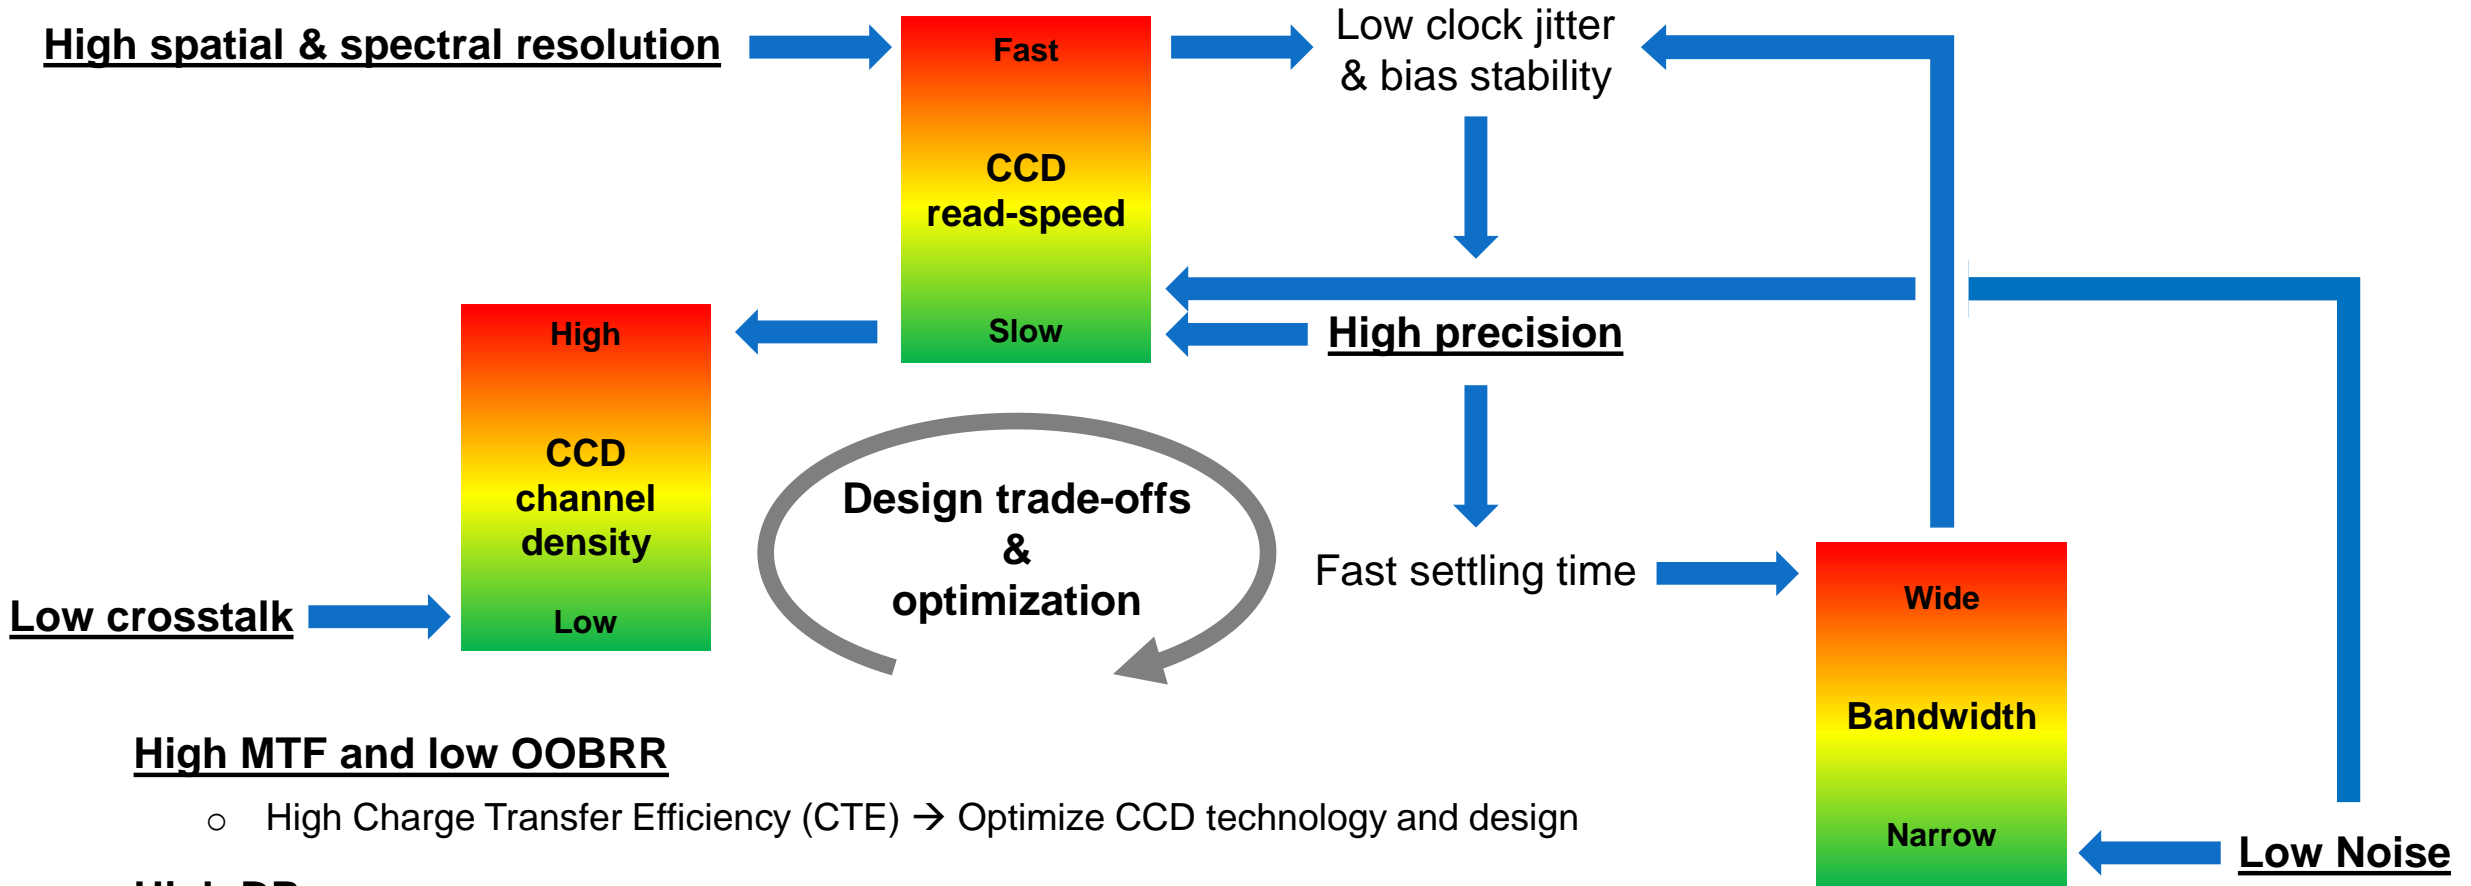 High spatial & spectral resolution
Fast
CCD
read-speed
Slow
Low clock jitter
& bias stability
High precision
High
CCD
channel
density
Low
Low crosstalk
Design trade-offs
&
optimization
Fast settling time
Wide
Bandwidth
Narrow
Low Noise
High MTF and low OOBRR
○ High Charge Transfer Efficiency (CTE) → Optimize CCD technology and design